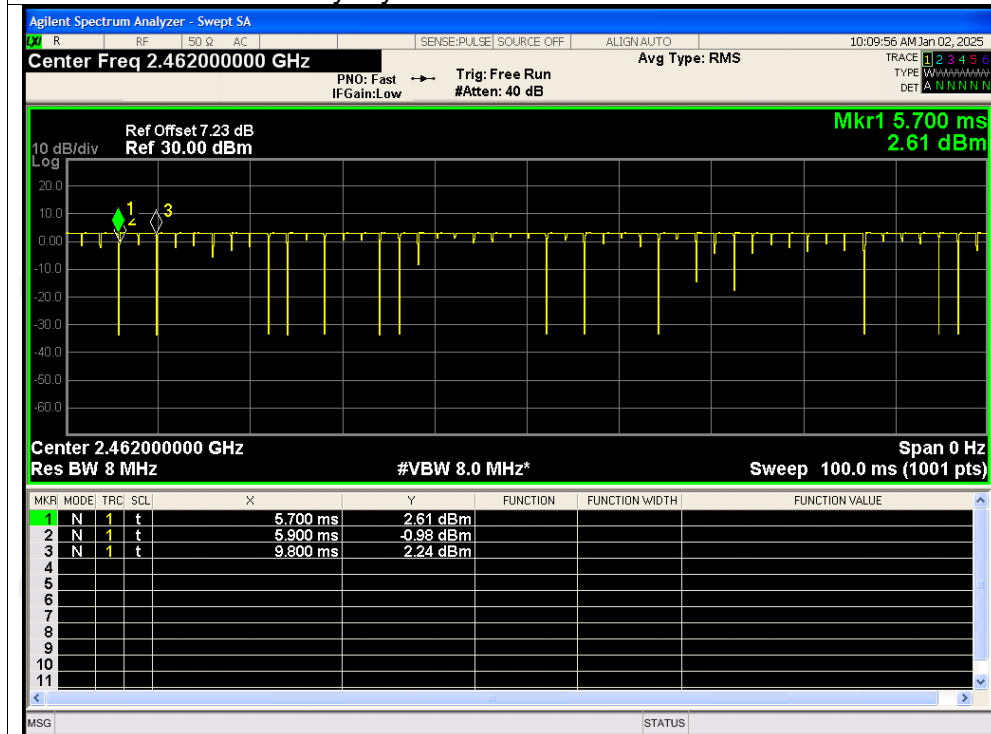 Agilent Spectrum Analyzer - Swept SA
LXI R RF 50 Ω AC SENSE:PULSE SOURCE OFF ALIGN AUTO 10:09:56 AM Jan 02, 2025
Center Freq 2.462000000 GHz Avg Type: RMS TRACE 1 2 3 4 5 6
PNO: Fast Trig: Free Run TYPE
IFGain:Low #Atten: 40 dB DET A N N N N N
Mkr1 5.700 ms
Ref Offset 7.23 dB
10 dB/div Ref 30.00 dBm 2.61 dBm
Log
20.0
10.0 1 2 3
0.00
-10.0
-20.0
-30.0
-40.0
-50.0
-60.0
Center 2.462000000 GHz Span 0 Hz
Res BW 8 MHz #VBW 8.0 MHz* Sweep 100.0 ms (1001 pts)
MKR MODE TRC SCL X Y FUNCTION FUNCTION WIDTH FUNCTION VALUE
1 N 1 t 5.700 ms 2.61 dBm
2 N 1 t 5.900 ms -0.98 dBm
3 N 1 t 9.800 ms 2.24 dBm
4
5
6
7
8
9
10
11
MSG STATUS